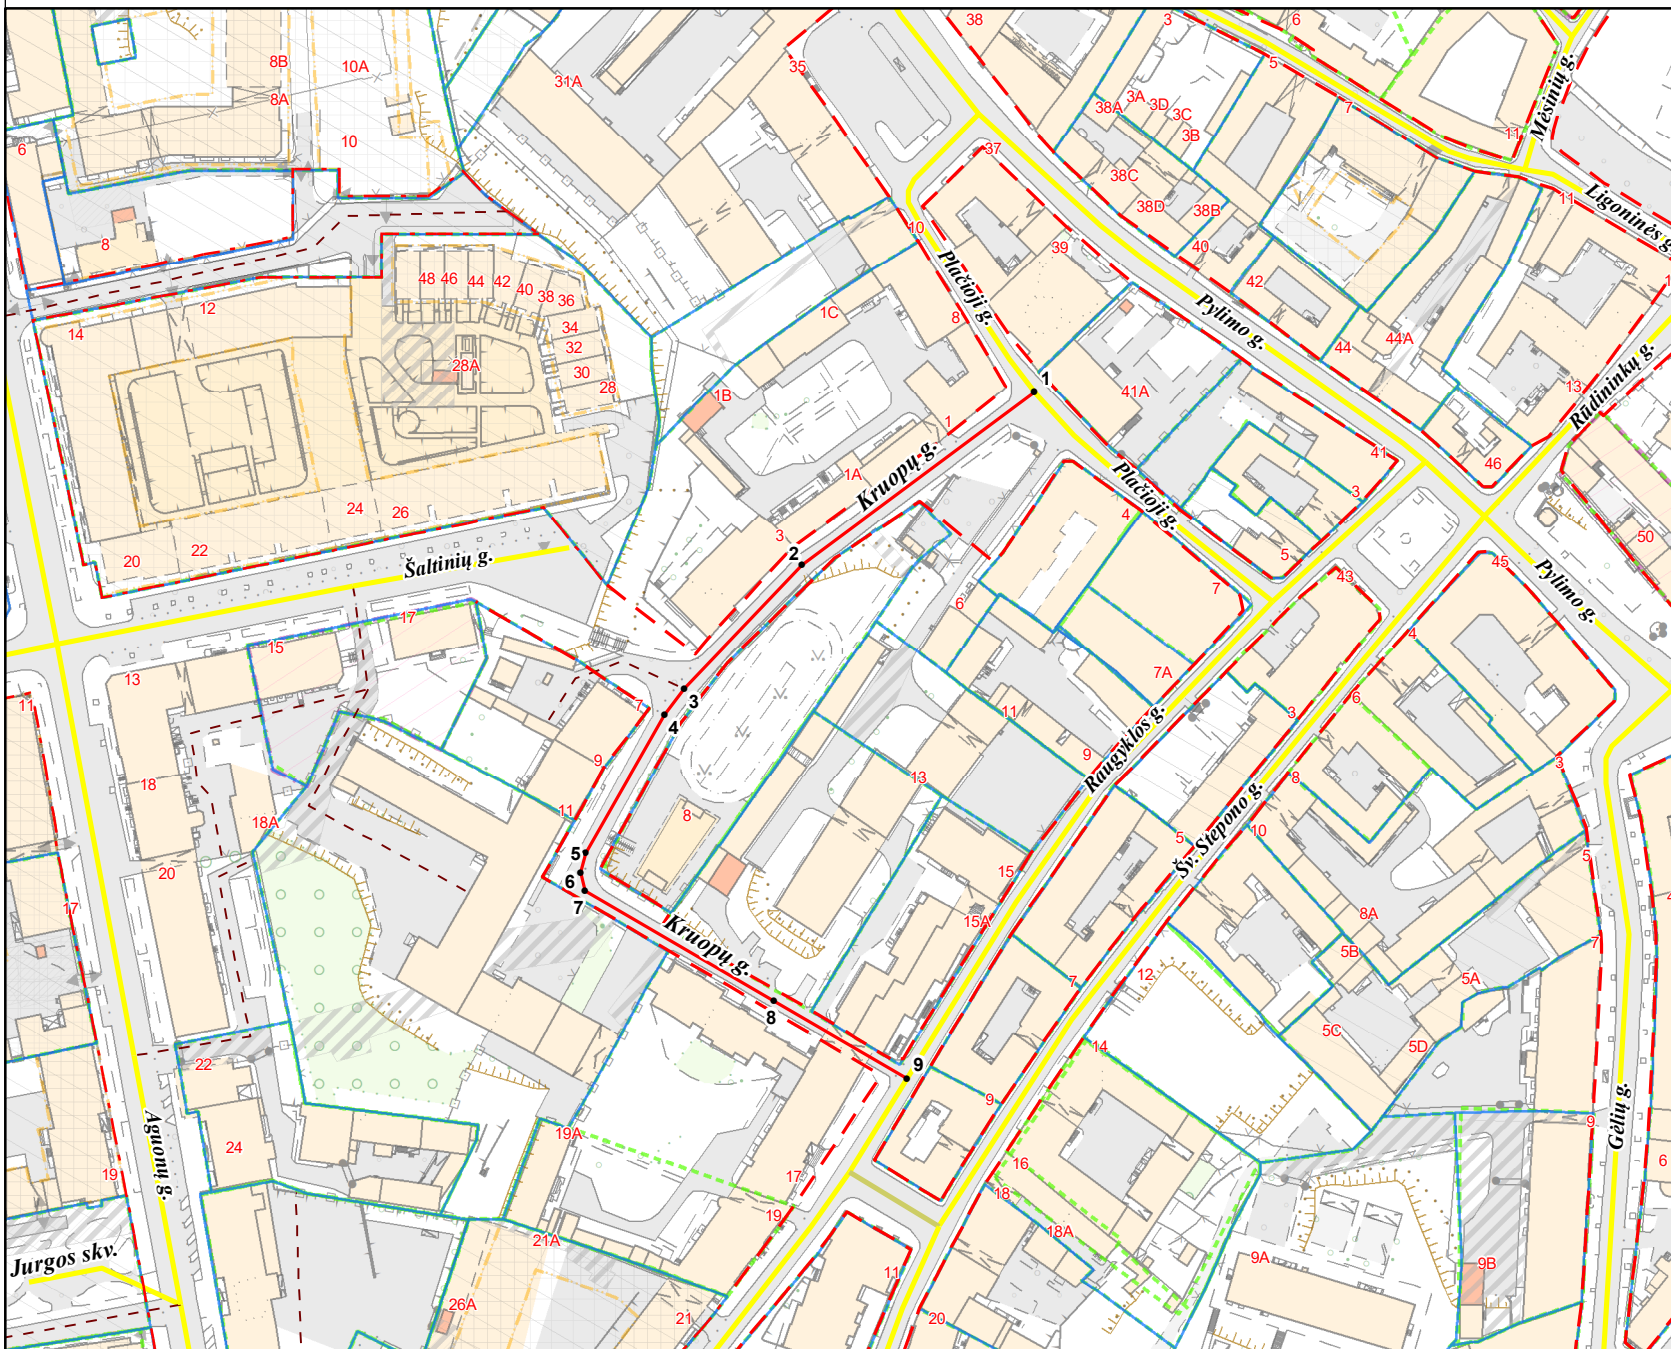 38
3
6
8B
10A
31A
35
5
Mėsinių g.
8A
38A
3A
3D
3C
3B
7
11
6
10
37
38C
38D
38B
11
Ligoninės g.
8
10
Plačioji g.
39
40
48
46
44
42
40
38
36
42
Pylimo g.
14
12
34
32
30
28
28A
1C
8
44
44A
Rūdininkų g.
13
1
1B
1
41A
Kruopų g.
1A
41
46
3
Plačioji g.
24
26
22
20
3
2
4
5
50
Šaltinių g.
43
45
Pylimo g.
7
17
15
13
6
7A
4
11
7
3
4
11
3
6
Raugyklos g.
9
9
3
18
13
8
Šv. Stepono g.
18A
11
8
5
10
5
5
6
7
20
15
17
Kruopų g.
15A
8A
7
5B
5A
12
7
8
5C
5D
22
14
9
9
Aguonų g.
24
19A
9
Gėlių g.
19
17
16
18
6
19
18A
21A
Jurgos skv.
9A
9B
26A
21
11
20